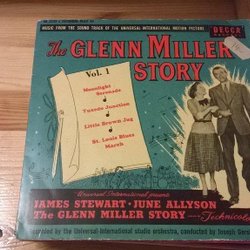 MUSIC FROM THE SOUND TRACK OF THE UNIVERSAL-INTERNATIONAL MOTION PICTURE
DECCA
The GLENN MILLER
STORY
Vol. 1
Moonlight
Serenade
Tuxedo Junction
Little Brown Jug
St. Louis Blues
March
Universal-International presents
JAMES STEWART · JUNE ALLYSON
The GLENN MILLER STORY
Technicolor
recorded by the Universal-International studio orchestra, conducted by Joseph